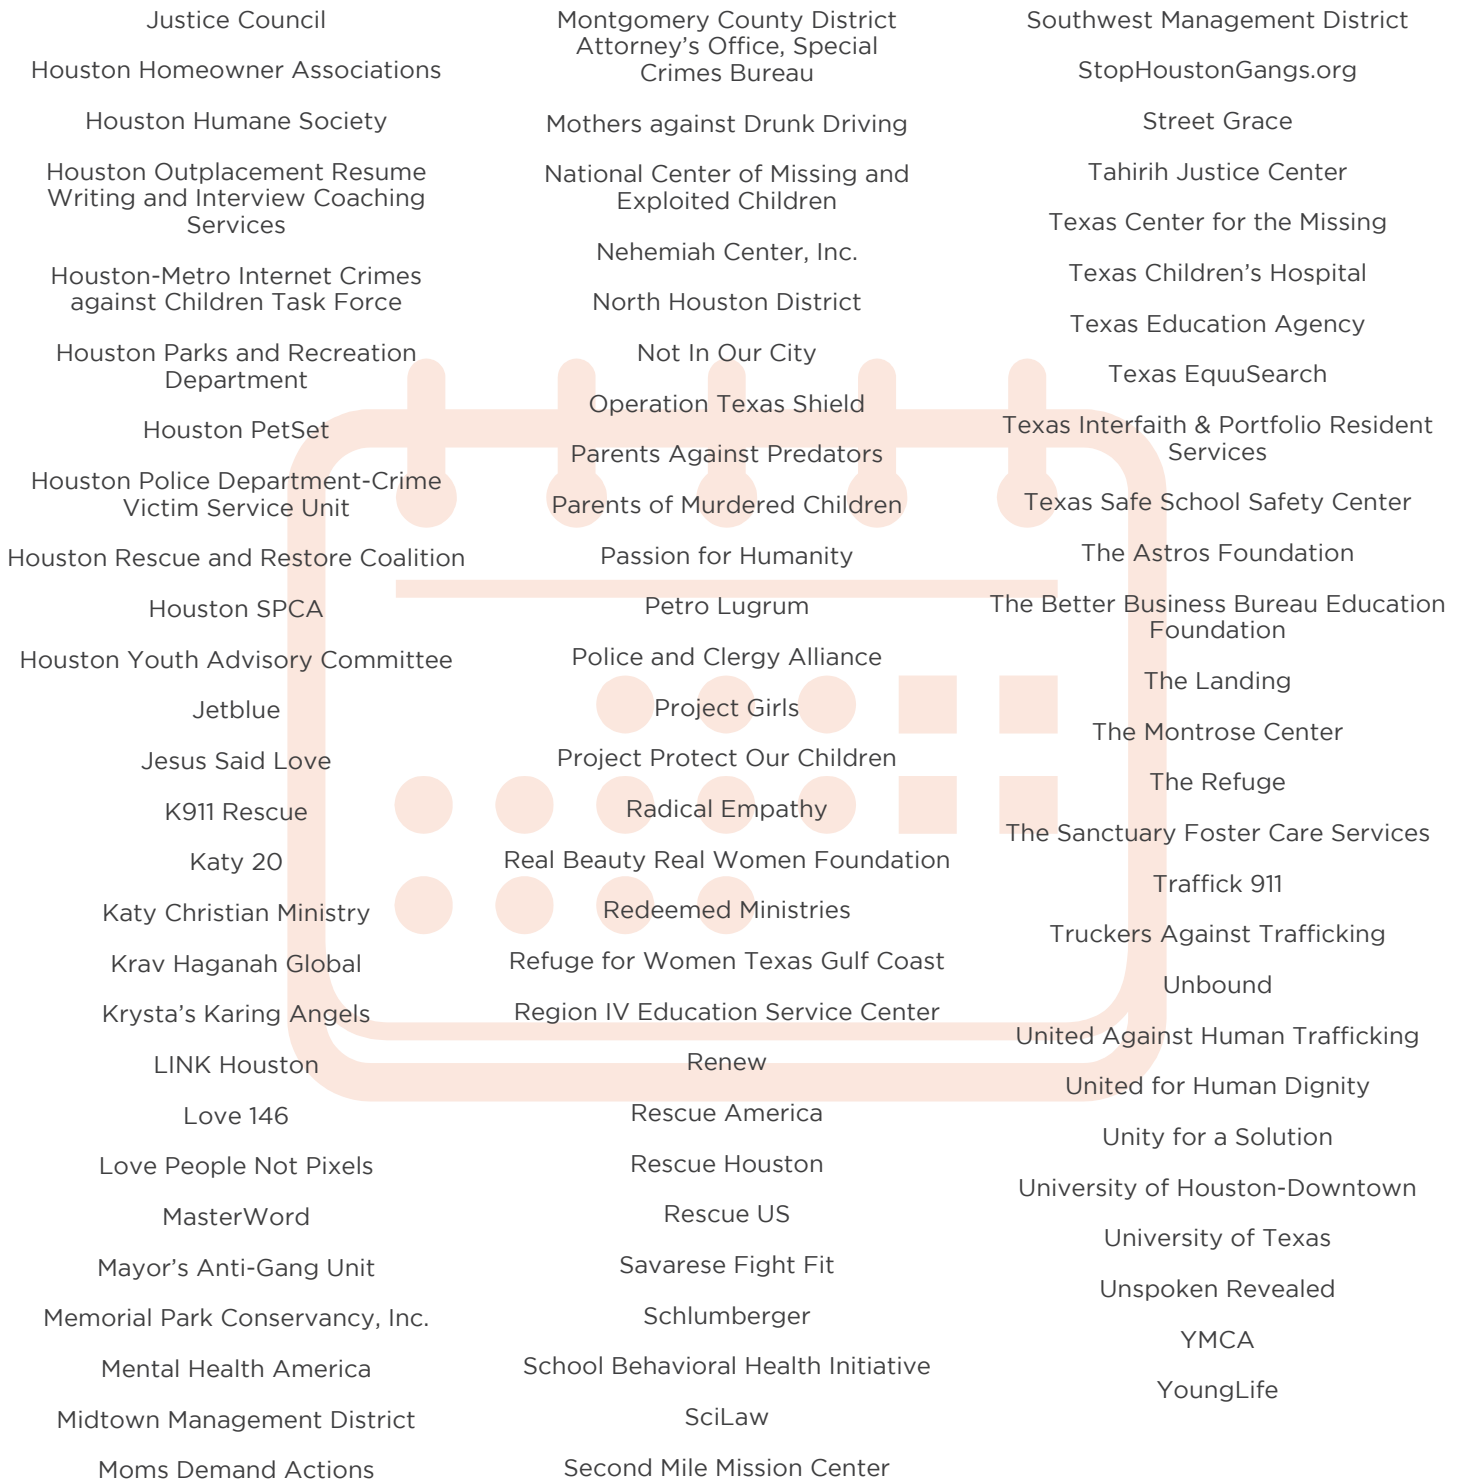 Justice Council
Houston Homeowner Associations
Houston Humane Society
Houston Outplacement Resume
Writing and Interview Coaching
Services
Houston-Metro Internet Crimes
against Children Task Force
Houston Parks and Recreation
Department
Houston PetSet
Houston Police Department-Crime
Victim Service Unit
Houston Rescue and Restore Coalition
Houston SPCA
Houston Youth Advisory Committee
Jetblue
Jesus Said Love
K911 Rescue
Katy 20
Katy Christian Ministry
Krav Haganah Global
Krysta’s Karing Angels
LINK Houston
Love 146
Love People Not Pixels
MasterWord
Mayor’s Anti-Gang Unit
Memorial Park Conservancy, Inc.
Mental Health America
Midtown Management District
Moms Demand Actions
Montgomery County District
Attorney’s Office, Special
Crimes Bureau
Mothers against Drunk Driving
National Center of Missing and
Exploited Children
Nehemiah Center, Inc.
North Houston District
Not In Our City
Operation Texas Shield
Parents Against Predators
Parents of Murdered Children
Passion for Humanity
Petro Lugrum
Police and Clergy Alliance
Project Girls
Project Protect Our Children
Radical Empathy
Real Beauty Real Women Foundation
Redeemed Ministries
Refuge for Women Texas Gulf Coast
Region IV Education Service Center
Renew
Rescue America
Rescue Houston
Rescue US
Savarese Fight Fit
Schlumberger
School Behavioral Health Initiative
SciLaw
Second Mile Mission Center
Southwest Management District
StopHoustonGangs.org
Street Grace
Tahirih Justice Center
Texas Center for the Missing
Texas Children’s Hospital
Texas Education Agency
Texas EquuSearch
Texas Interfaith & Portfolio Resident
Services
Texas Safe School Safety Center
The Astros Foundation
The Better Business Bureau Education
Foundation
The Landing
The Montrose Center
The Refuge
The Sanctuary Foster Care Services
Traffick 911
Truckers Against Trafficking
Unbound
United Against Human Trafficking
United for Human Dignity
Unity for a Solution
University of Houston-Downtown
University of Texas
Unspoken Revealed
YMCA
YoungLife